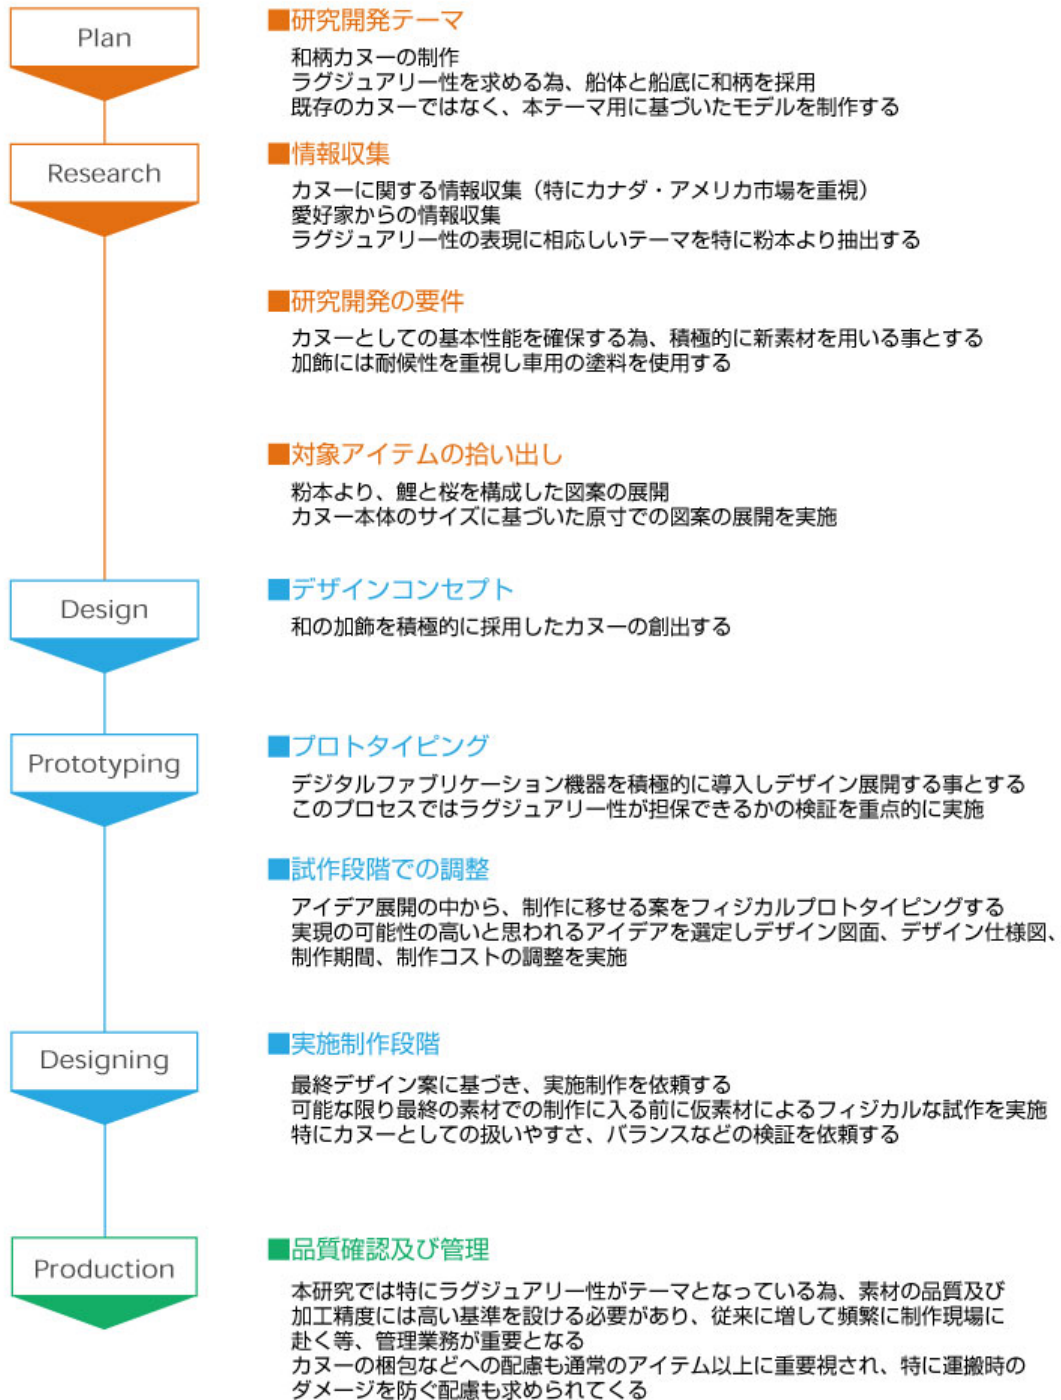 Plan
■研究開発テーマ
和柄カヌーの制作
ラグジュアリー性を求める為、船体と船底に和柄を採用
既存のカヌーではなく、本テーマ用に基づいたモデルを制作する
Research
■情報収集
カヌーに関する情報収集（特にカナダ・アメリカ市場を重視）
愛好家からの情報収集
ラグジュアリー性の表現に相応しいテーマを特に粉本より抽出する
■研究開発の要件
カヌーとしての基本性能を確保する為、積極的に新素材を用いる事とする
加飾には耐候性を重視し車用の塗料を使用する
■対象アイテムの拾い出し
粉本より、鯉と桜を構成した図案の展開
カヌー本体のサイズに基づいた原寸での図案の展開を実施
Design
■デザインコンセプト
和の加飾を積極的に採用したカヌーの創出する
Prototyping
■プロトタイピング
デジタルファブリケーション機器を積極的に導入しデザイン展開する事とする
このプロセスではラグジュアリー性が担保できるかの検証を重点的に実施
■試作段階での調整
アイデア展開の中から、制作に移せる案をフィジカルプロトタイピングする
実現の可能性の高いと思われるアイデアを選定しデザイン図面、デザイン仕様図、
制作期間、制作コストの調整を実施
Designing
■実施制作段階
最終デザイン案に基づき、実施制作を依頼する
可能な限り最終の素材での制作に入る前に仮素材によるフィジカルな試作を実施
特にカヌーとしての扱いやすさ、バランスなどの検証を依頼する
Production
■品質確認及び管理
本研究では特にラグジュアリー性がテーマとなっている為、素材の品質及び
加工精度には高い基準を設ける必要があり、従来に増して頻繁に制作現場に
赴く等、管理業務が重要となる
カヌーの梱包などへの配慮も通常のアイテム以上に重要視され、特に運搬時の
ダメージを防ぐ配慮も求められてくる